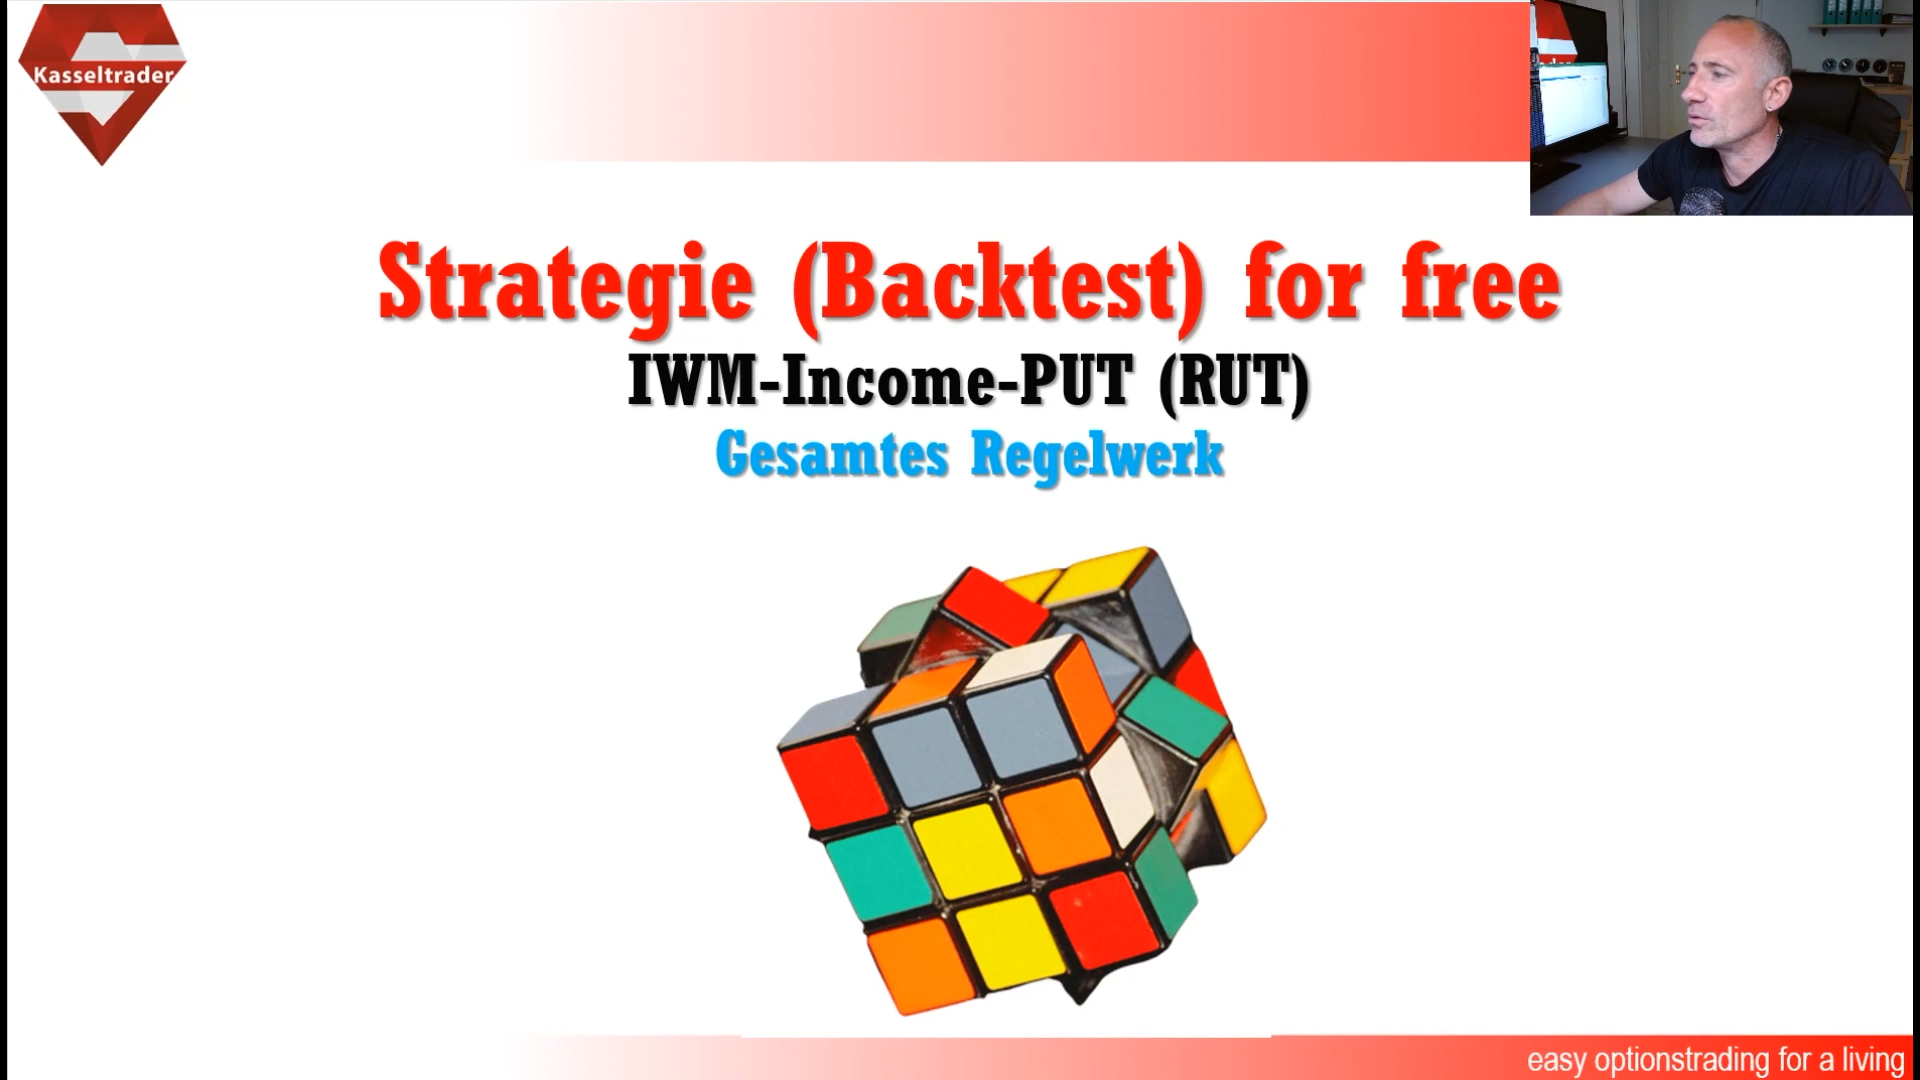 Kasseltrader
Strategie (Backtest) for free
IWM-Income-PUT (RUT)
Gesamtes Regelwerk
easy optionstrading for a living